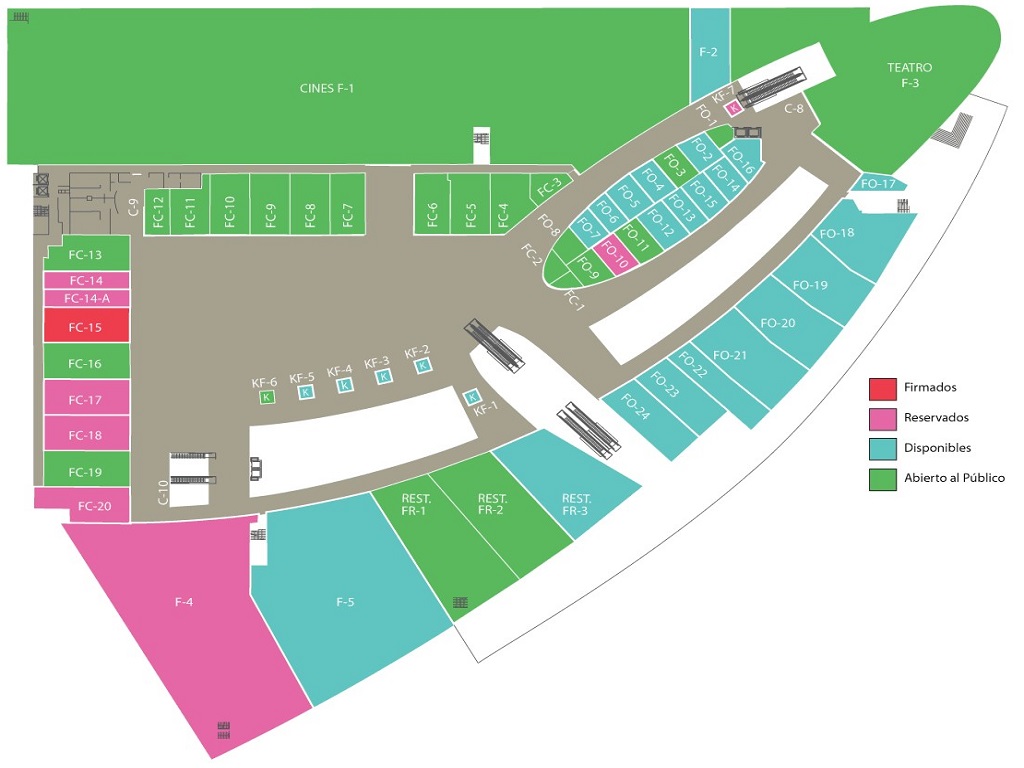 CINES F-1
F-2
TEATRO
F-3
KF-7
K
FO-1
C-8
FO-2
FO-16
FO-3
FO-14
FO-4
FO-15
FO-5
FO-13
FO-6
FO-12
FO-7
FO-11
FO-8
FO-10
FO-9
FC-2
FC-1
FO-17
FO-18
FO-19
FO-20
FO-21
FO-22
FO-23
FO-24
C-9
FC-12
FC-11
FC-10
FC-9
FC-8
FC-7
FC-6
FC-5
FC-4
FC-3
FC-13
FC-14
FC-14-A
FC-15
FC-16
FC-17
FC-18
FC-19
FC-20
C-10
KF-6
K
KF-5
K
KF-4
K
KF-3
K
KF-2
K
K
KF-1
REST.
FR-1
REST.
FR-2
REST.
FR-3
F-4
F-5
Firmados
Reservados
Disponibles
Abierto al Público